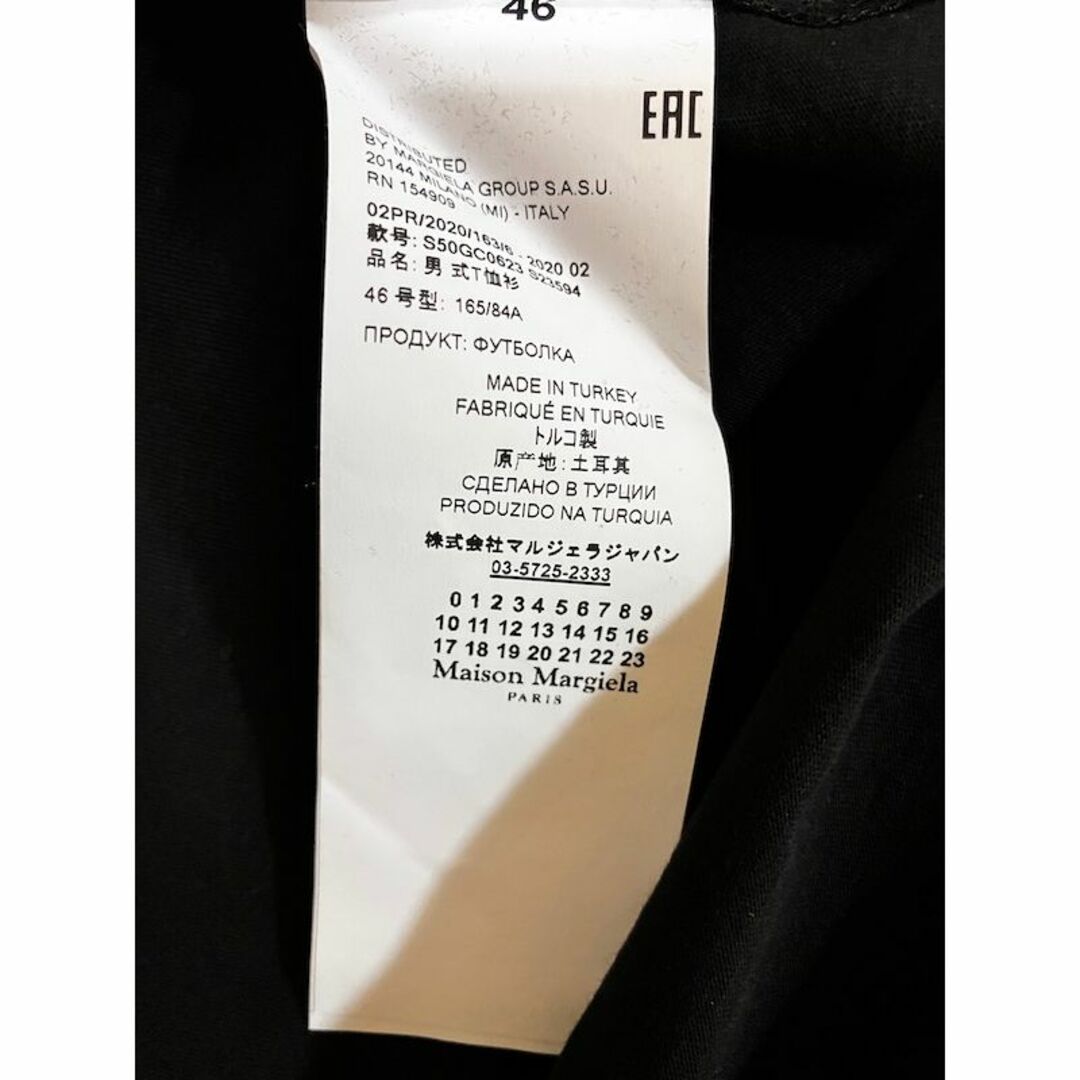 46
EAC
DISTRIBUTED
BY MARGIELA GROUP S.A.S.U.
20144 MILANO (MI) - ITALY
RN 154909
02PR/2020/163/6 - 2020 02
款号: S50GC0623 S23594
品名: 男 式T恤衫
46 号型: 165/84A
ПРОДУКТ: ФУТБОЛКА
MADE IN TURKEY
FABRIQUÉ EN TURQUIE
トルコ製
原产地: 土耳其
СДЕЛАНО В ТУРЦИИ
PRODUZIDO NA TURQUIA
株式会社マルジェラジャパン
03-5725-2333
0 1 2 3 4 5 6 7 8 9
10 11 12 13 14 15 16
17 18 19 20 21 22 23
Maison Margiela
PARIS